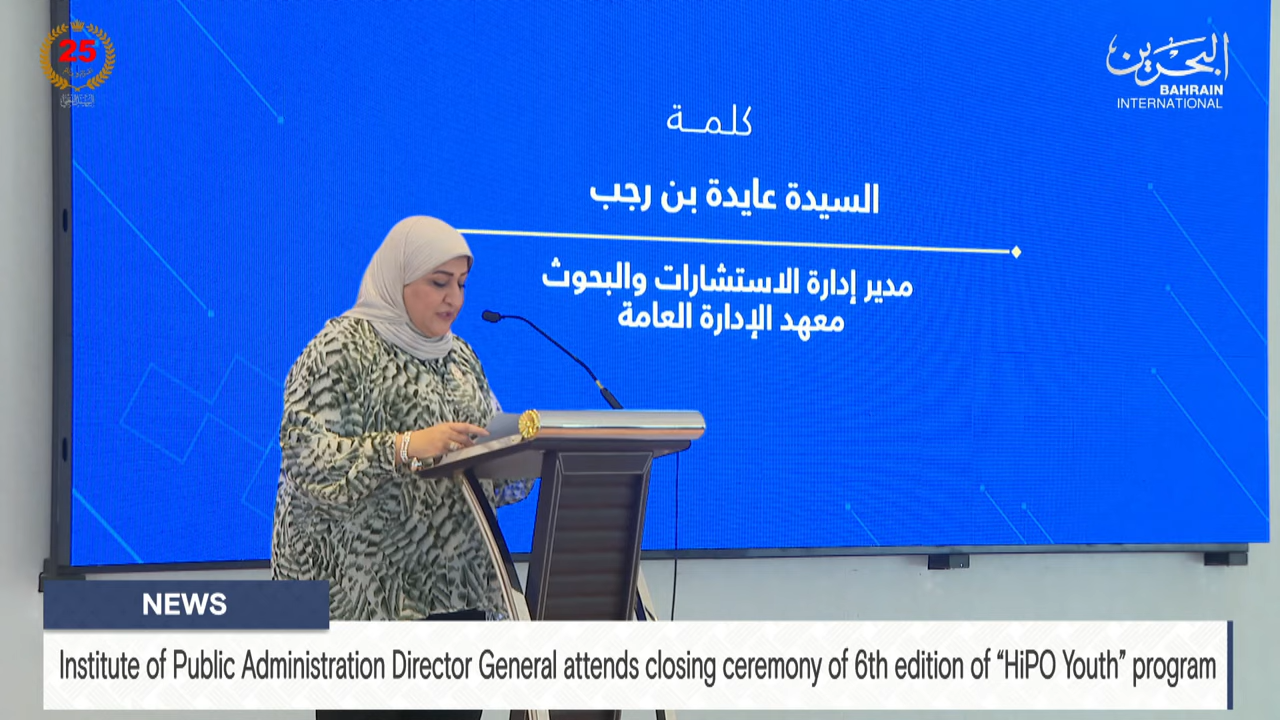 25
البحرين
BAHRAIN
INTERNATIONAL
كلمـة
السيدة عايدة بن رجب
مدير إدارة الاستشارات والبحوث
معهد الإدارة العامة
NEWS
Institute of Public Administration Director General attends closing ceremony of 6th edition of “HiPO Youth” program